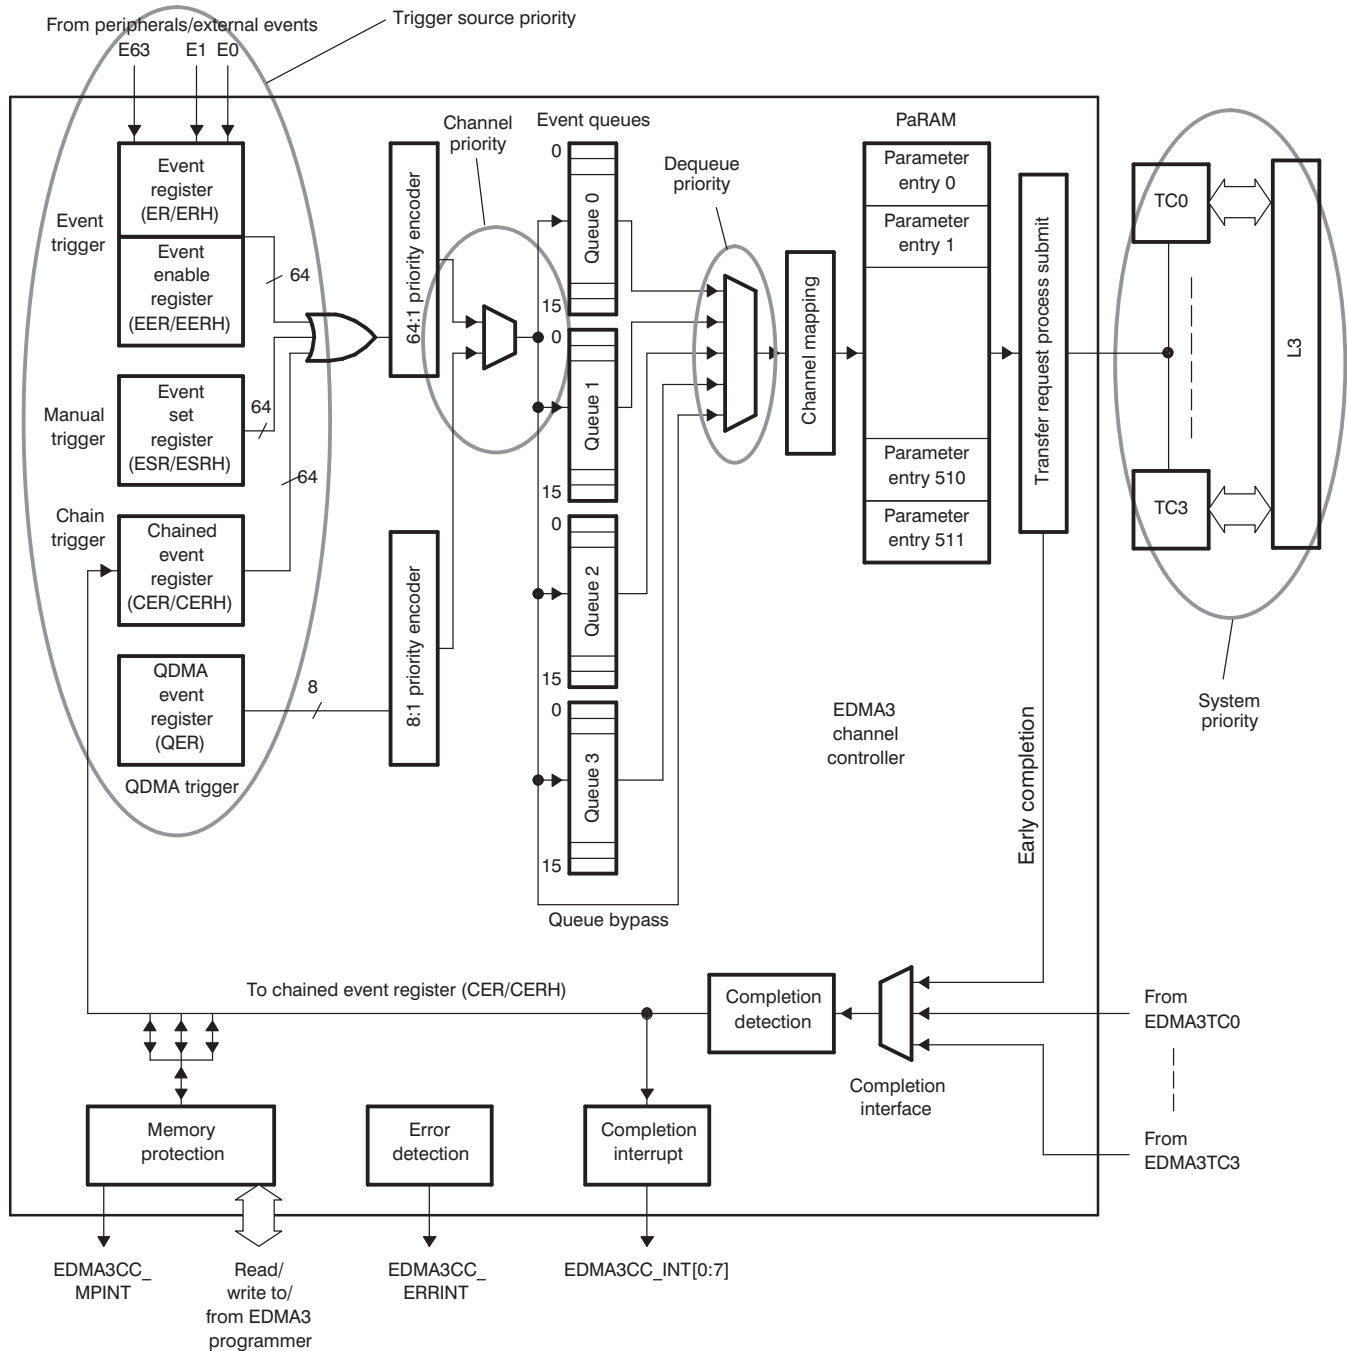 From peripherals/external events
E63 E1 E0
Trigger source priority
Event
trigger
Event
register
(ER/ERH)
Event
enable
register
(EER/EERH)
64
Manual
trigger
Event
set
register
(ESR/ESRH)
64
Chain
trigger
Chained
event
register
(CER/CERH)
64
QDMA
event
register
(QER)
8
QDMA trigger
64:1 priority encoder
8:1 priority encoder
Channel
priority
Event queues
0
Queue 0
15
0
Queue 1
15
0
Queue 2
15
0
Queue 3
15
Queue bypass
Dequeue
priority
Channel mapping
PaRAM
Parameter
entry 0
Parameter
entry 1
Parameter
entry 510
Parameter
entry 511
Transfer request process submit
TC0
TC3
L3
System
priority
EDMA3
channel
controller
Early completion
To chained event register (CER/CERH)
Completion
detection
Completion
interface
From
EDMA3TC0
From
EDMA3TC3
Memory
protection
Error
detection
Completion
interrupt
EDMA3CC_
MPINT
Read/
write to/
from EDMA3
programmer
EDMA3CC_
ERRINT
EDMA3CC_INT[0:7]